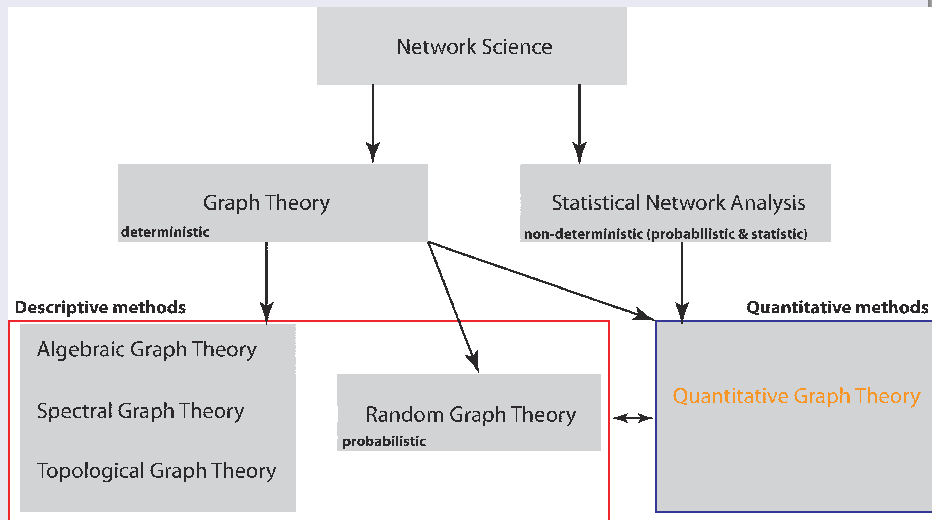 Network Science
Graph Theory
deterministic
Statistical Network Analysis
non-deterministic (probabilistic & statistic)
Descriptive methods
Quantitative methods
Algebraic Graph Theory
Spectral Graph Theory
Topological Graph Theory
Random Graph Theory
probabilistic
Quantitative Graph Theory